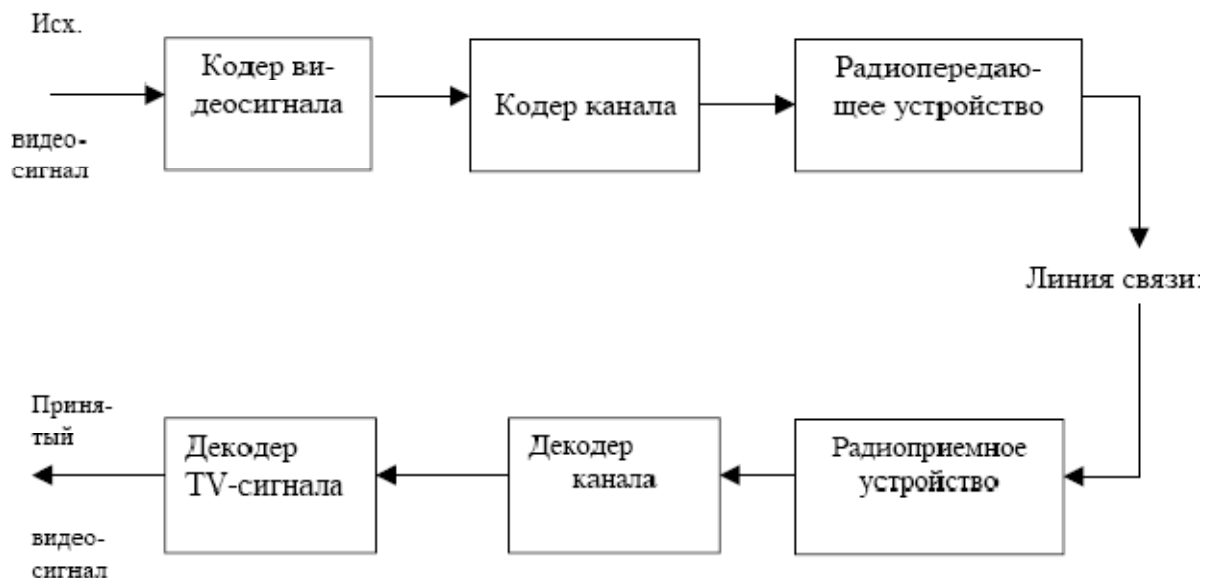 Исх.
видео-
сигнал
Кодер ви-
деосигнала
Кодер канала
Радиопередаю-
щее устройство
Линия связи:
Радиоприемное
устройство
Декодер
канала
Декодер
TV-сигнала
Приня-
тый
видео-
сигнал